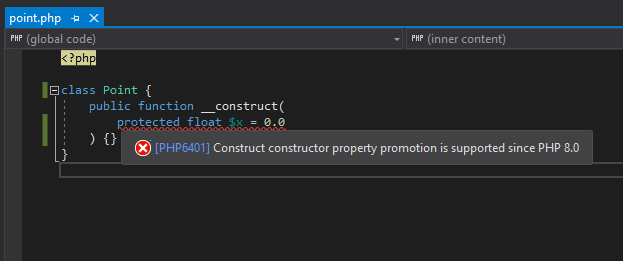 point.php
PHP (global code)
PHP (inner content)
<?php
class Point {
public function __construct(
protected float $x = 0.0
) {}
[PHP6401] Construct constructor property promotion is supported since PHP 8.0
}